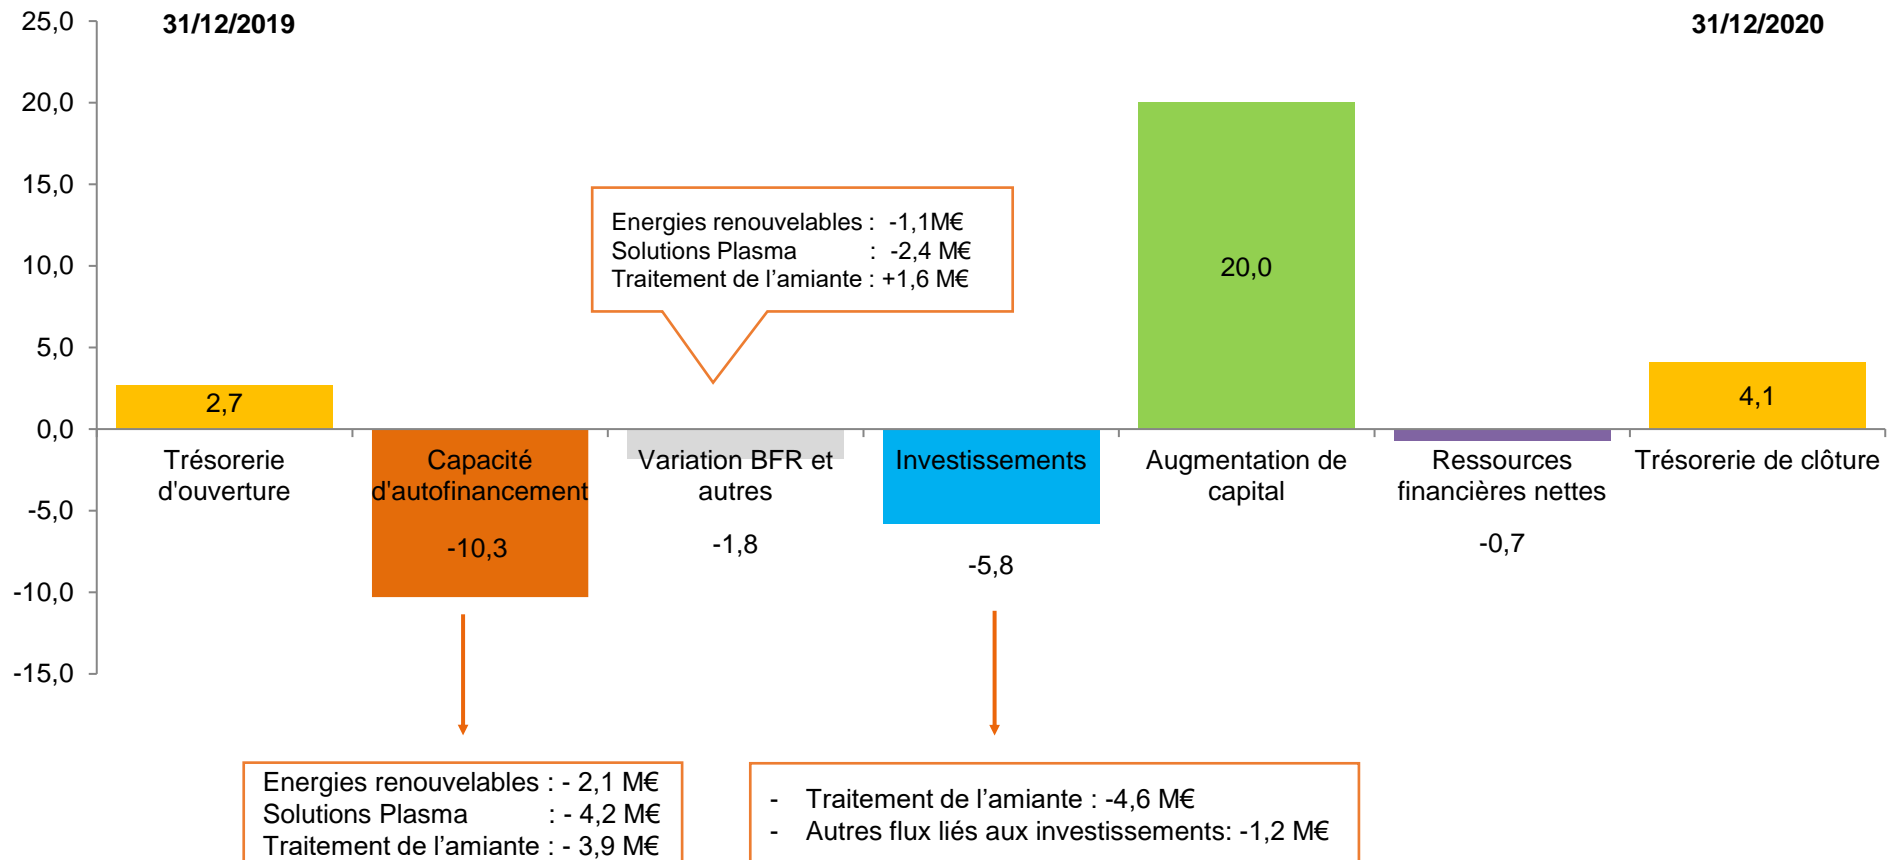 31/12/2019
31/12/2020
25,0
20,0
15,0
10,0
5,0
0,0
-5,0
-10,0
-15,0
Energies renouvelables : -1,1M€
Solutions Plasma : -2,4 M€
Traitement de l’amiante : +1,6 M€
2,7
-10,3
-1,8
-5,8
20,0
-0,7
4,1
Trésorerie
d'ouverture
Capacité
d'autofinancement
Variation BFR et
autres
Investissements
Augmentation de
capital
Ressources
financières nettes
Trésorerie de clôture
Energies renouvelables : - 2,1 M€
Solutions Plasma : - 4,2 M€
Traitement de l’amiante : - 3,9 M€
- Traitement de l’amiante : -4,6 M€
- Autres flux liés aux investissements: -1,2 M€